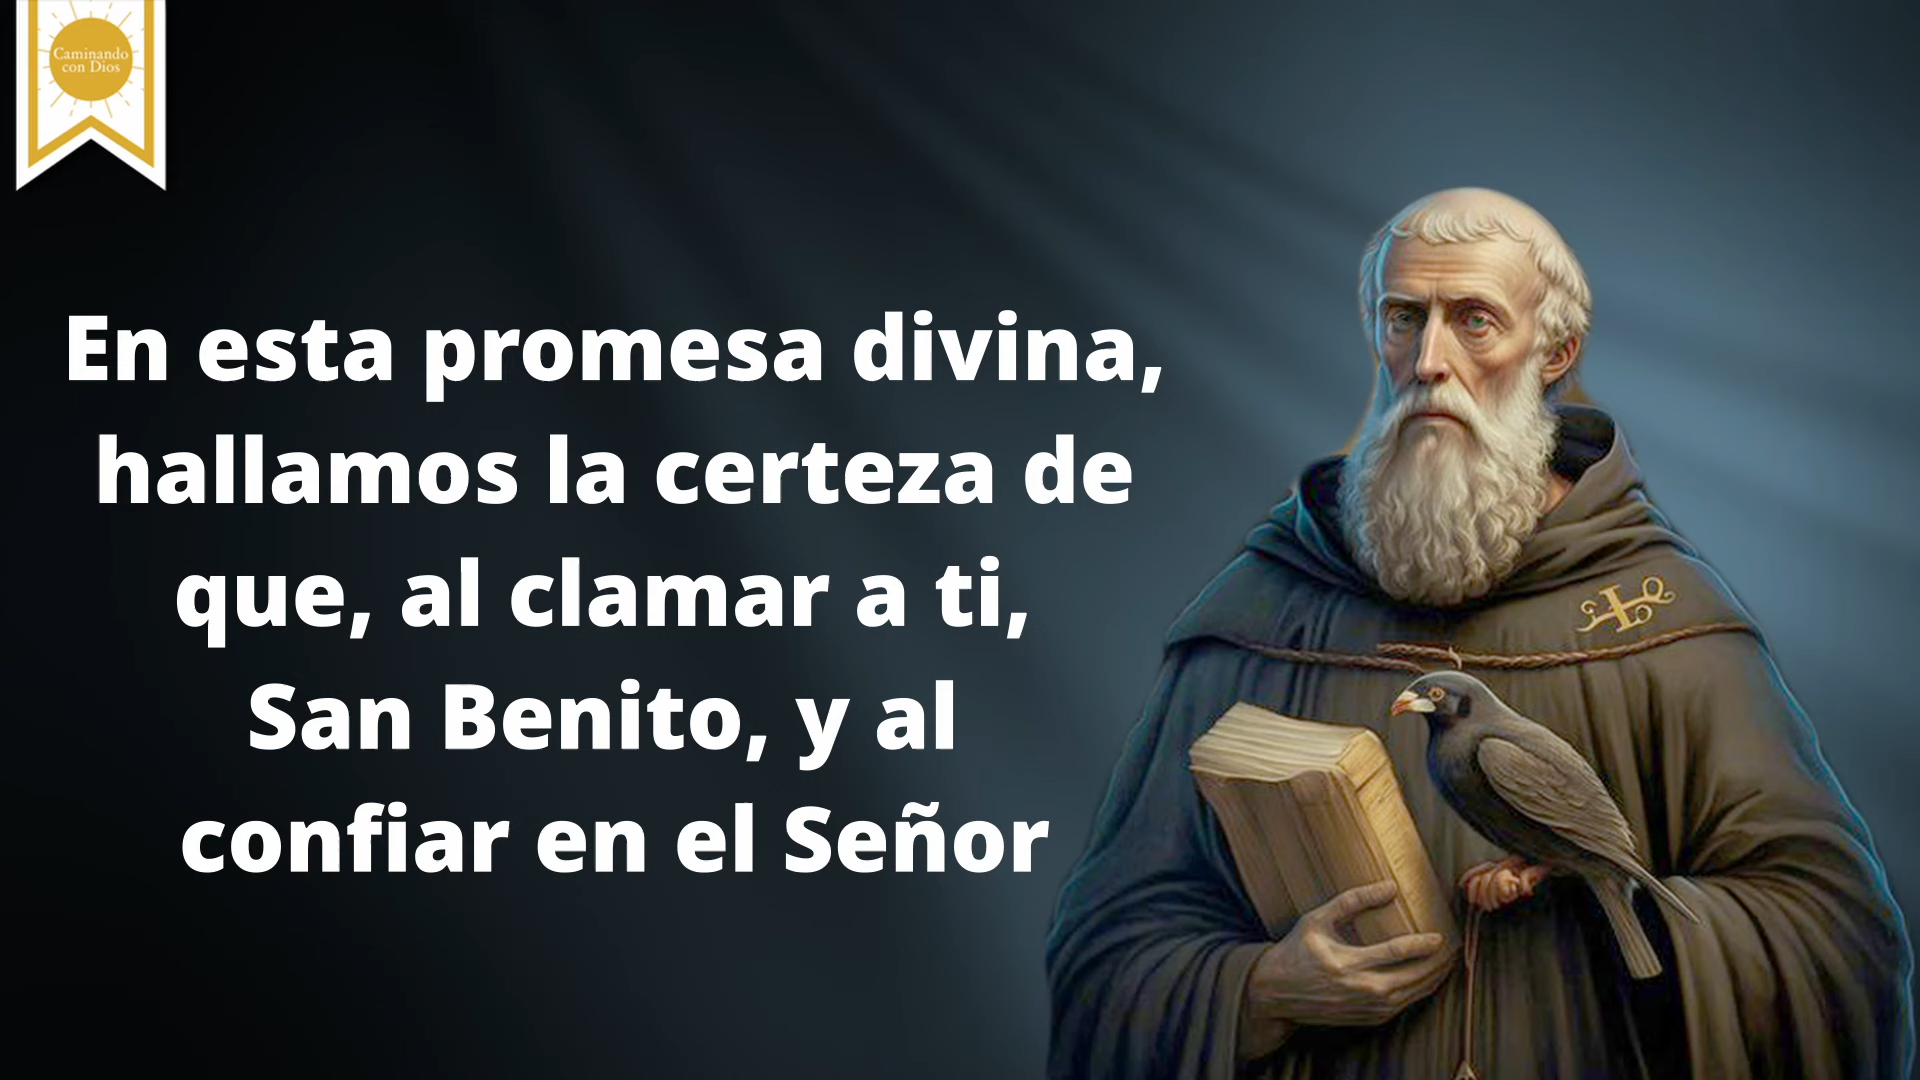 Caminando
con Dios
En esta promesa divina,
hallamos la certeza de
que, al clamar a ti,
San Benito, y al
confiar en el Señor